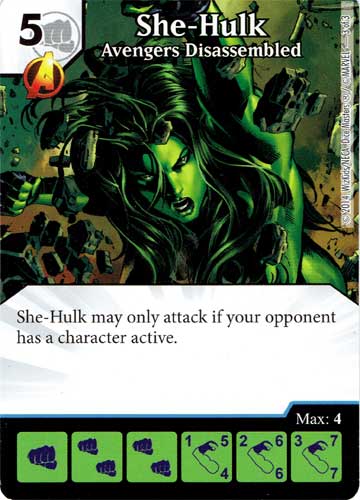 5
She-Hulk
Avengers Disassembled
She-Hulk may only attack if your opponent
has a character active.
Max: 4
1 5
4
2 6
6
3 7
7